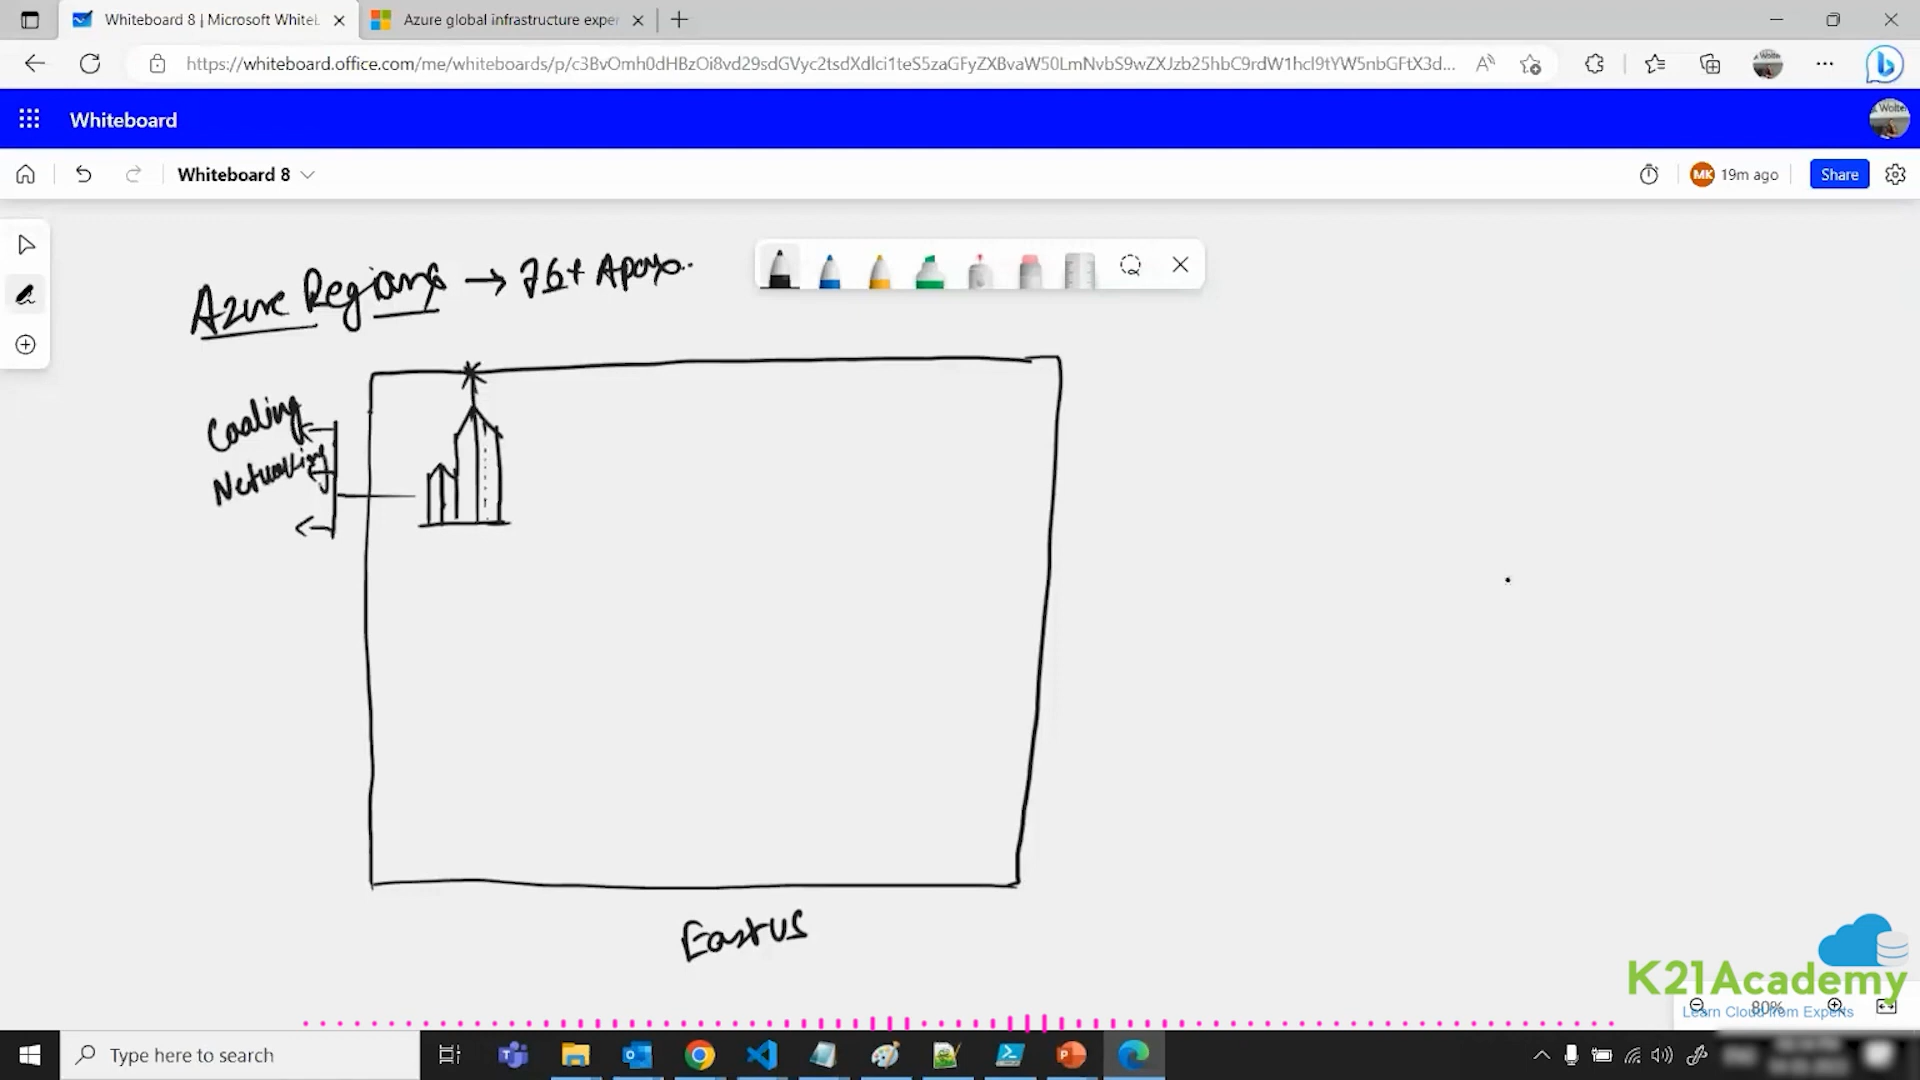 Whiteboard 8 | Microsoft Whitel
Azure global infrastructure exper
https://whiteboard.office.com/me/whiteboards/p/c3BvOmh0dHBzOi8vd29sdGVyc2tsdXdlci1teS5zaGFyZXBvaW50LmNvbS9wZXJzb25hbC9rdW1hcl9tYW5nbGFtX3d...
Whiteboard
Wolte
Whiteboard 8
MK 19m ago
Share
Azure Regions → 76+
Cooling
Networking
EastUS
K21Academy
Learn Cloud from Experts
80%
Type here to search